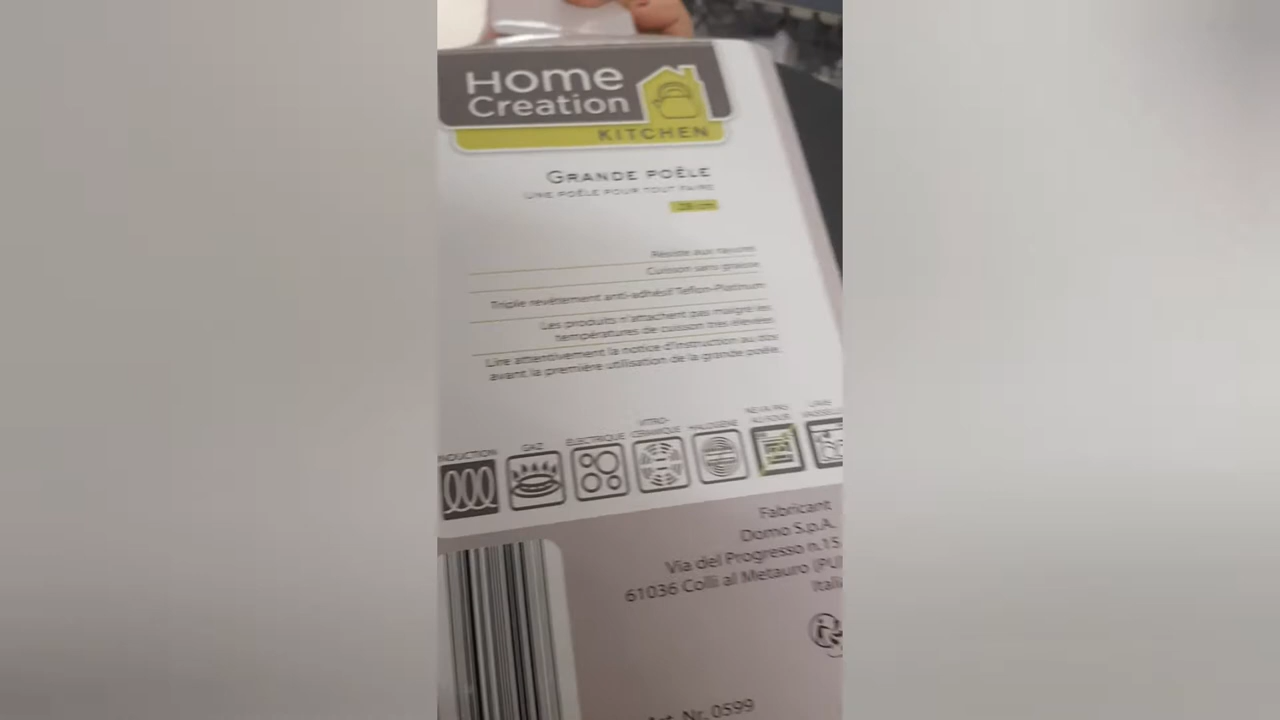 Home
Creation
KITCHEN
GRANDE POÊLE
UNE POÊLE POUR TOUT FAIRE
28 cm
Résiste aux rayures
Cuisson sans graisse
Triple revêtement anti-adhésif Teflon-Platinum
Les produits n'attachent pas malgré les
températures de cuisson très élevées
Lire attentivement la notice d'instruction au dos
avant la première utilisation de la grande poêle.
INDUCTION
GAZ
ELECTRIQUE
VITRO-
CERAMIQUE
HALOGENE
NE VA PAS
AU FOUR
LAVE
VAISSELLE
Fabricant
Domo S.p.A.
Via del Progresso n.15
61036 Colli al Metauro (PU)
Italie
Art. Nr. 0599